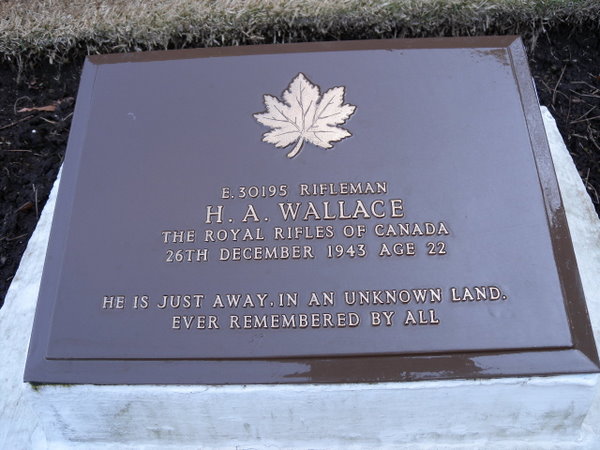 E. 30195 RIFLEMAN
H. A. WALLACE
THE ROYAL RIFLES OF CANADA
26TH DECEMBER 1943 AGE 22
HE IS JUST AWAY. IN AN UNKNOWN LAND.
EVER REMEMBERED BY ALL